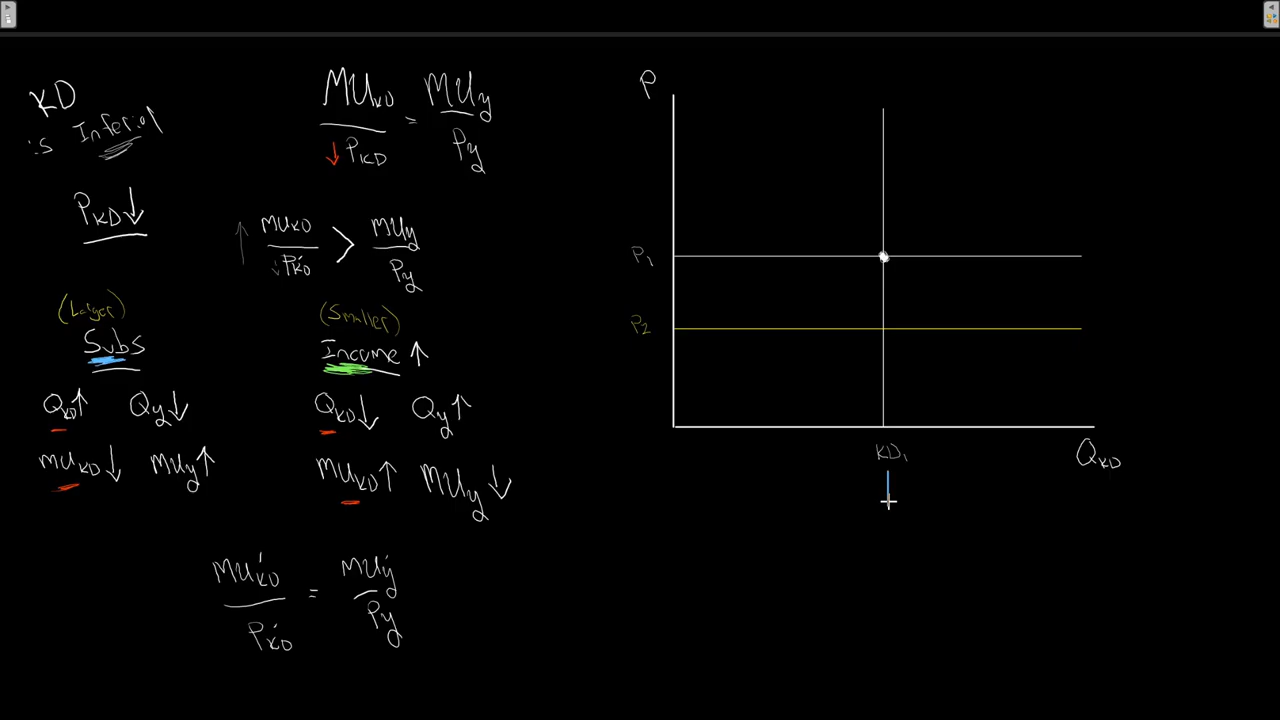 KD
is Inferior
P_KD ↓
MU_KD / ↓ P_KD = MU_y / P_y
↑ MU_KD / ↓ P'_KD > MU_y / P_y
(Larger)
Subs
Q_KD ↑ Q_y ↓
MU_KD ↓ MU_y ↑
(Smaller)
Income ↑
Q_KD ↓ Q_y ↑
MU_KD ↑ MU_y ↓
MU'_KD / P'_KD = MU'_y / P_y
P
P₁
P₂
KD₁
Q_KD